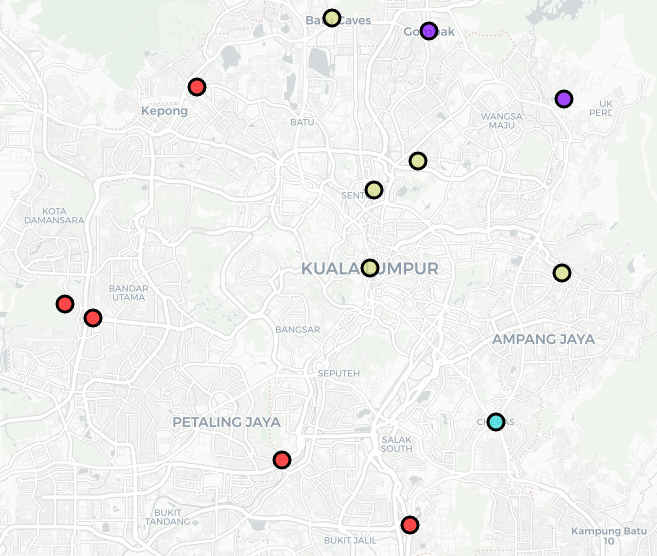 Batu Caves
Gombak
Kepong
BATU
WANGSA
MAJU
UK
PERD
SENT
KOTA
DAMANSARA
KUALA LUMPUR
BANDAR
UTAMA
BANGSAR
AMPANG JAYA
SEPUTEH
PETALING JAYA
CHERAS
SALAK
SOUTH
BUKIT
TANDANG
BUKIT JALIL
Kampung Batu
10